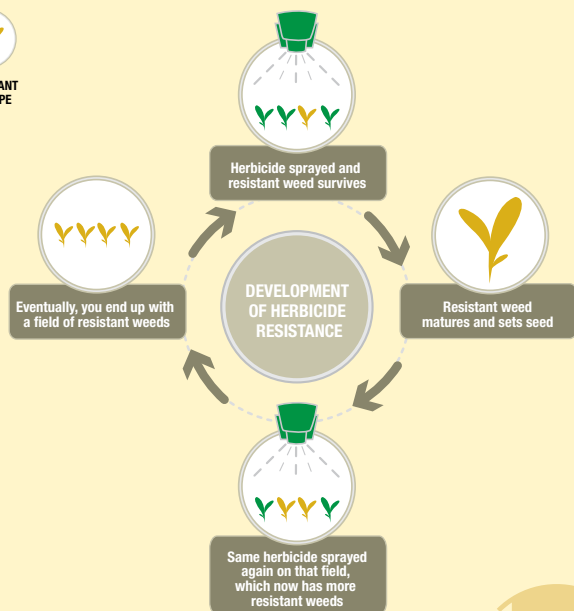 ANT
PE
Herbicide sprayed and
resistant weed survives
DEVELOPMENT
OF HERBICIDE
RESISTANCE
Resistant weed
matures and sets seed
Eventually, you end up with
a field of resistant weeds
Same herbicide sprayed
again on that field,
which now has more
resistant weeds